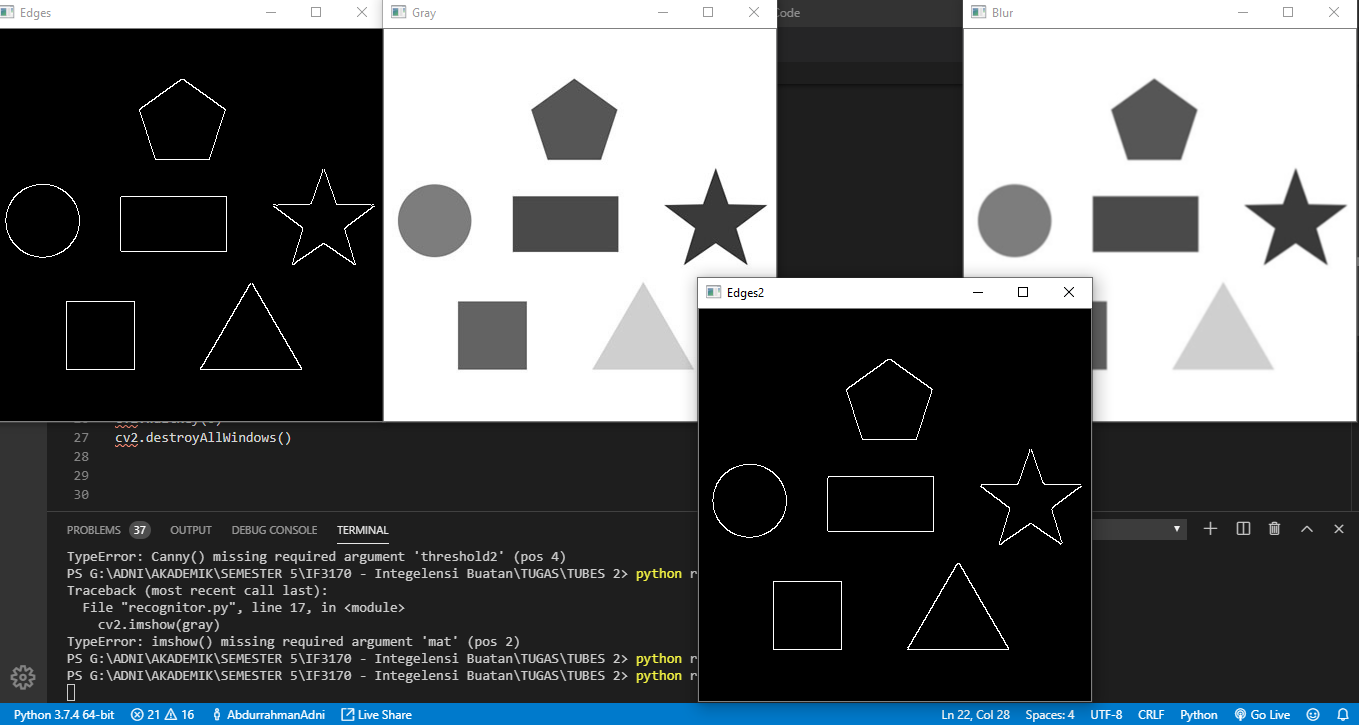 Edges
Gray
Code
Blur
Edges2
27 cv2.destroyAllWindows()
28
29
30
PROBLEMS 37 OUTPUT DEBUG CONSOLE TERMINAL
TypeError: Canny() missing required argument 'threshold2' (pos 4)
PS G:\ADNI\AKADEMIK\SEMESTER 5\IF3170 - Integelensi Buatan\TUGAS\TUBES 2> python r
Traceback (most recent call last):
File "recognitor.py", line 17, in <module>
cv2.imshow(gray)
TypeError: imshow() missing required argument 'mat' (pos 2)
PS G:\ADNI\AKADEMIK\SEMESTER 5\IF3170 - Integelensi Buatan\TUGAS\TUBES 2> python r
PS G:\ADNI\AKADEMIK\SEMESTER 5\IF3170 - Integelensi Buatan\TUGAS\TUBES 2> python r
Python 3.7.4 64-bit 21 16 AbdurrahmanAdni Live Share Ln 22, Col 28 Spaces: 4 UTF-8 CRLF Python Go Live